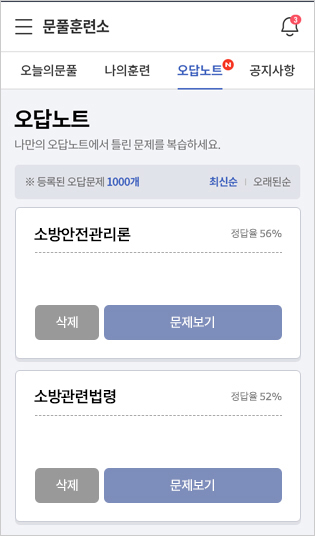 문풀훈련소
3
오늘의문풀 나의훈련 오답노트 N 공지사항
오답노트
나만의 오답노트에서 틀린 문제를 복습하세요.
※ 등록된 오답문제 1000개 최신순 | 오래된순
소방안전관리론 정답율 56%
삭제 문제보기
소방관련법령 정답율 52%
삭제 문제보기